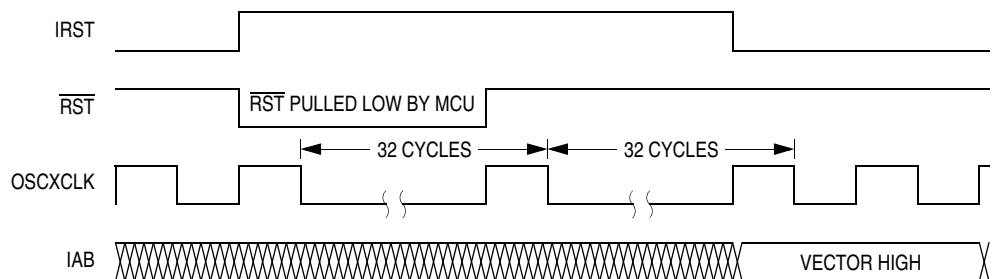 IRST
RST RST PULLED LOW BY MCU
32 CYCLES 32 CYCLES
OSCXCLK
IAB VECTOR HIGH